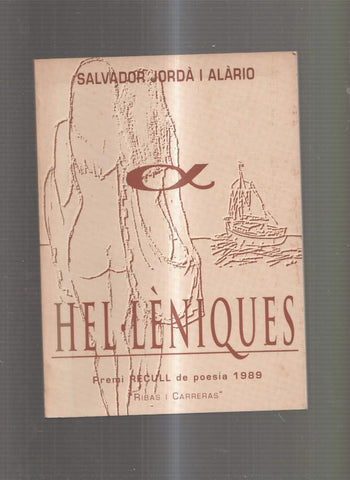 SALVADOR JORDÀ I ALÀRIO
α
HEL·LÈNIQUES
Premi RECULL de poesia 1989
"RIBAS I CARRERAS"